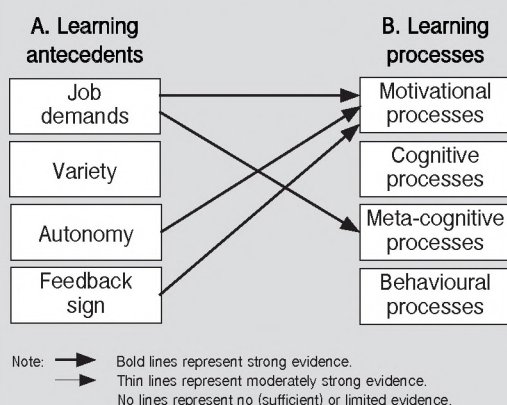 A. Learning
antecedents
B. Learning
processes
Job
demands
Variety
Autonomy
Feedback
sign
Motivational
processes
Cognitive
processes
Meta-cognitive
processes
Behavioural
processes
Note: Bold lines represent strong evidence.
Thin lines represent moderately strong evidence.
No lines represent no (sufficient) or limited evidence.